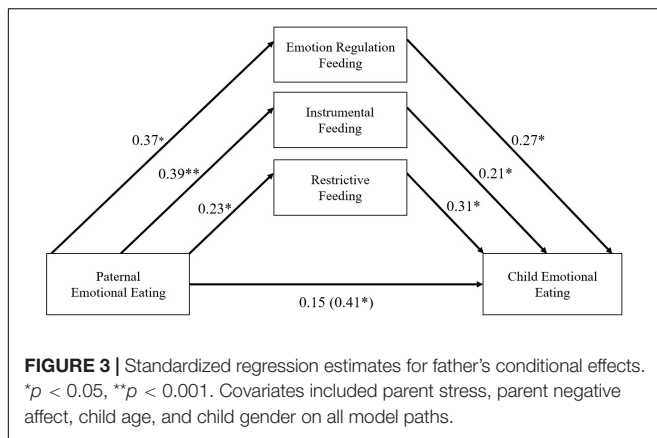 Emotion Regulation
Feeding
Instrumental
Feeding
0.37*
0.27*
0.39**
0.21*
Restrictive
Feeding
0.23*
0.31*
Paternal
Emotional Eating
Child Emotional
Eating
0.15 (0.41*)
FIGURE 3 | Standardized regression estimates for father's conditional effects.
*p < 0.05, **p < 0.001. Covariates included parent stress, parent negative
affect, child age, and child gender on all model paths.